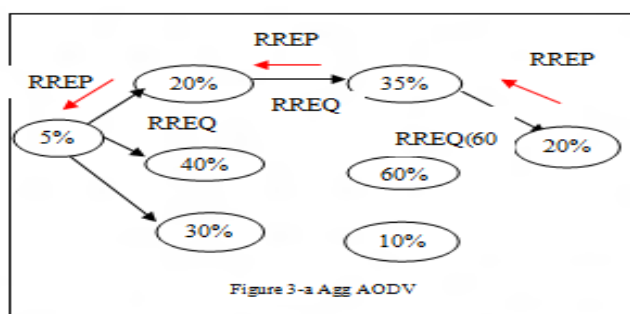 RREP
RREP
RREP
20%
35%
RREQ
RREQ
RREQ(60
5%
20%
40%
60%
30%
10%
Figure 3-a Agg AODV